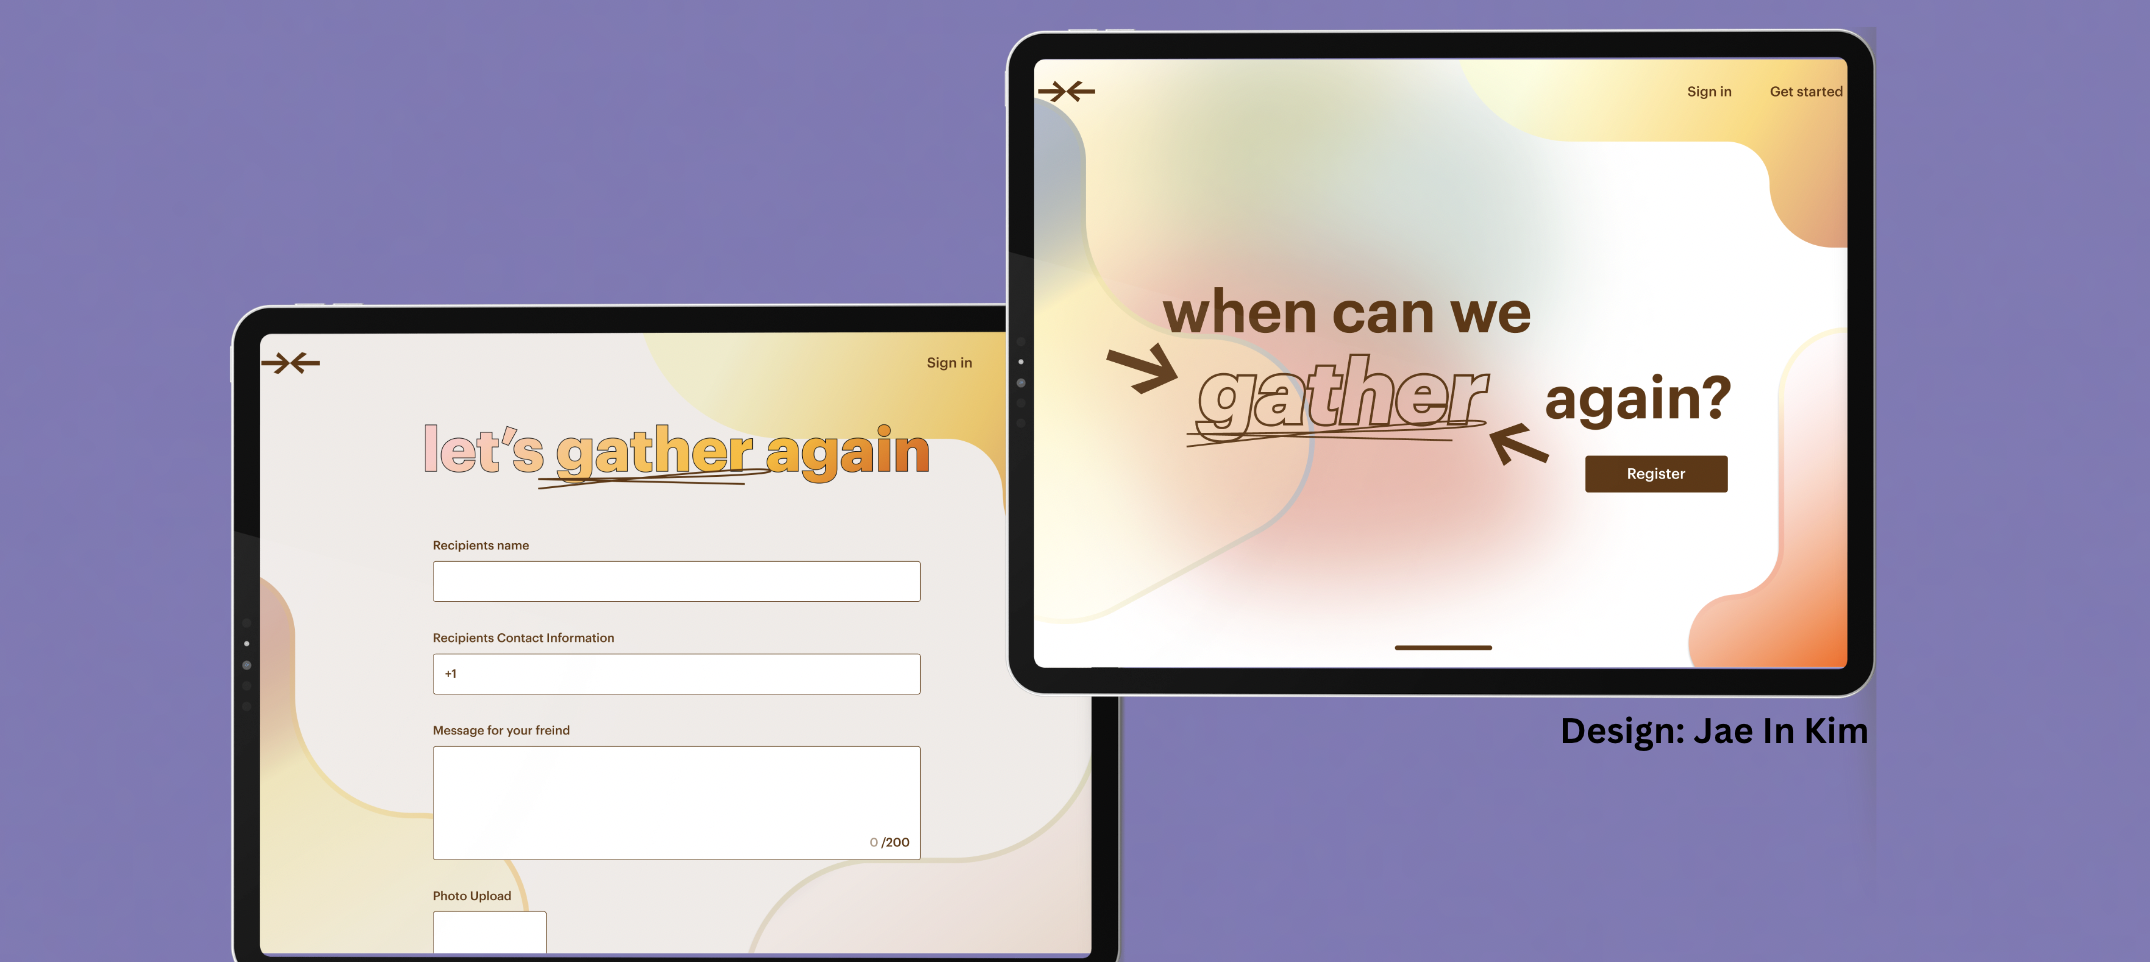 Sign in Get started
when can we
gather again?
Register
Design: Jae In Kim
Sign in
let's gather again
Recipients name
Recipients Contact Information
+1
Message for your freind
0 /200
Photo Upload